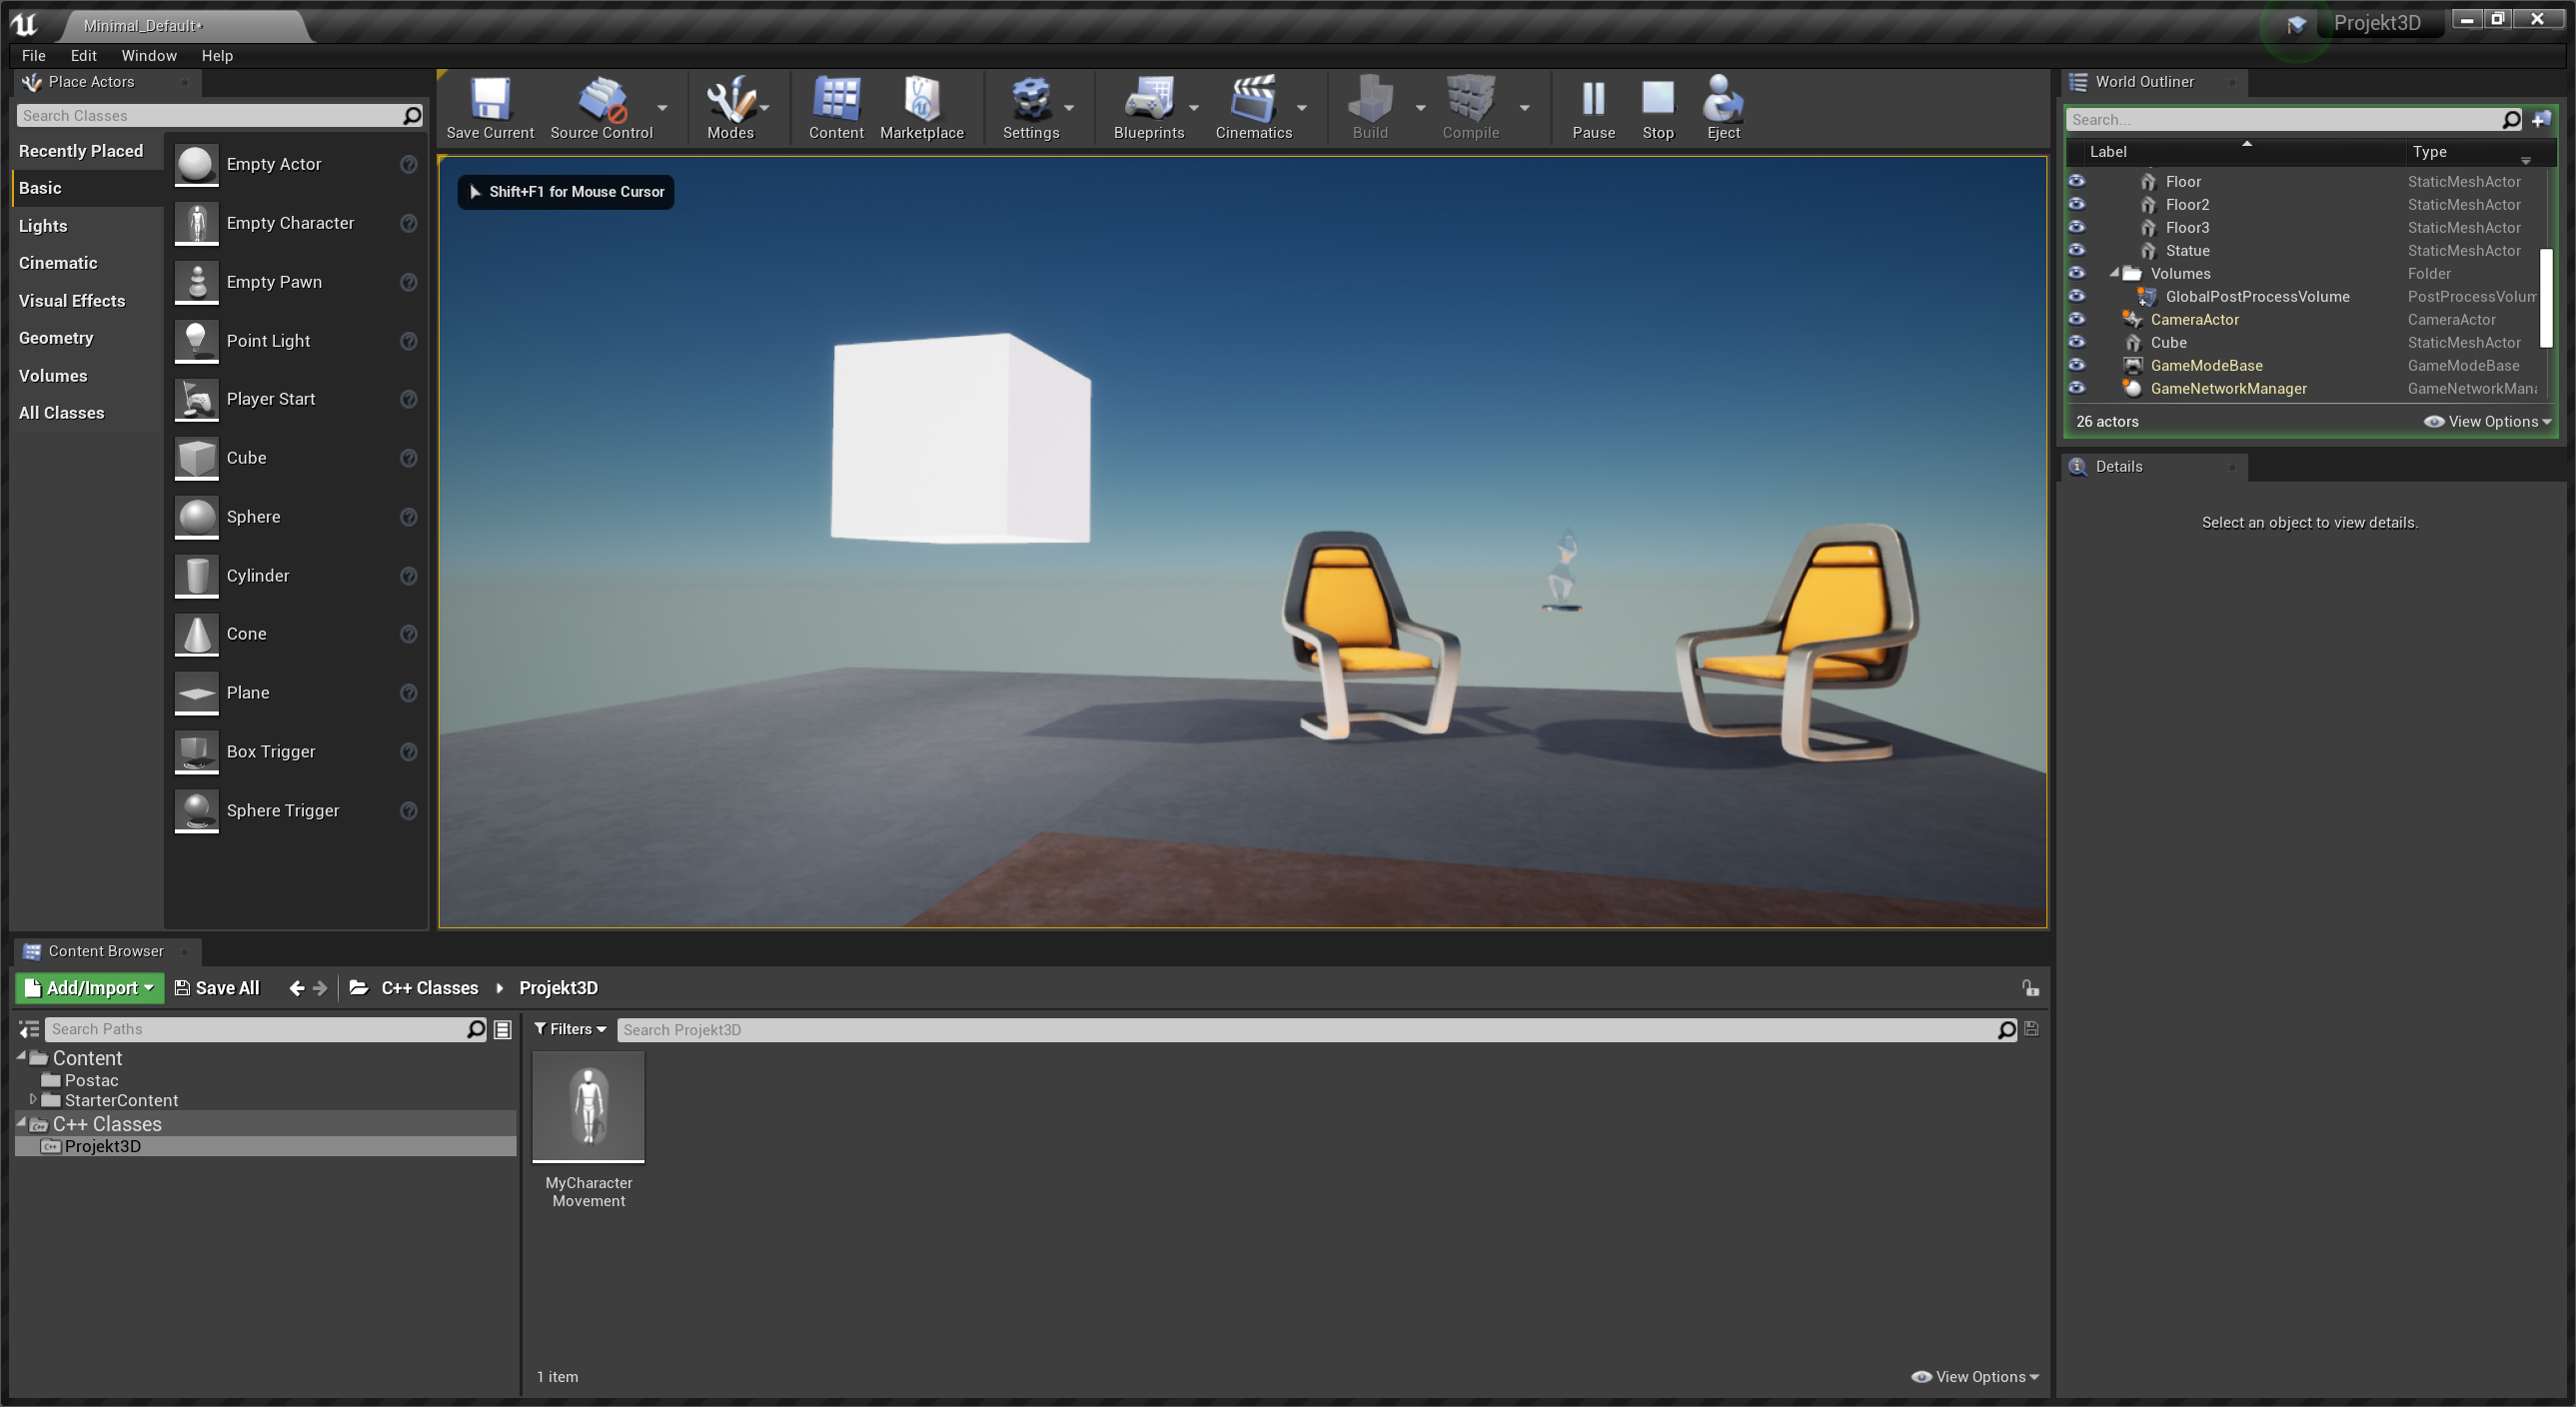 Minimal_Default*
Projekt3D
File Edit Window Help
Place Actors
Search Classes
Recently Placed
Basic
Lights
Cinematic
Visual Effects
Geometry
Volumes
All Classes
Empty Actor
Empty Character
Empty Pawn
Point Light
Player Start
Cube
Sphere
Cylinder
Cone
Plane
Box Trigger
Sphere Trigger
Save Current Source Control Modes Content Marketplace Settings Blueprints Cinematics Build Compile Pause Stop Eject
Shift+F1 for Mouse Cursor
World Outliner
Search...
Label Type
Floor StaticMeshActor
Floor2 StaticMeshActor
Floor3 StaticMeshActor
Statue StaticMeshActor
Volumes Folder
GlobalPostProcessVolume PostProcessVolum
CameraActor CameraActor
Cube StaticMeshActor
GameModeBase GameModeBase
GameNetworkManager GameNetworkMana
26 actors View Options
Details
Select an object to view details.
Content Browser
Add/Import Save All C++ Classes Projekt3D
Search Paths
Content
Postac
StarterContent
C++ Classes
Projekt3D
Filters Search Projekt3D
MyCharacter
Movement
1 item View Options